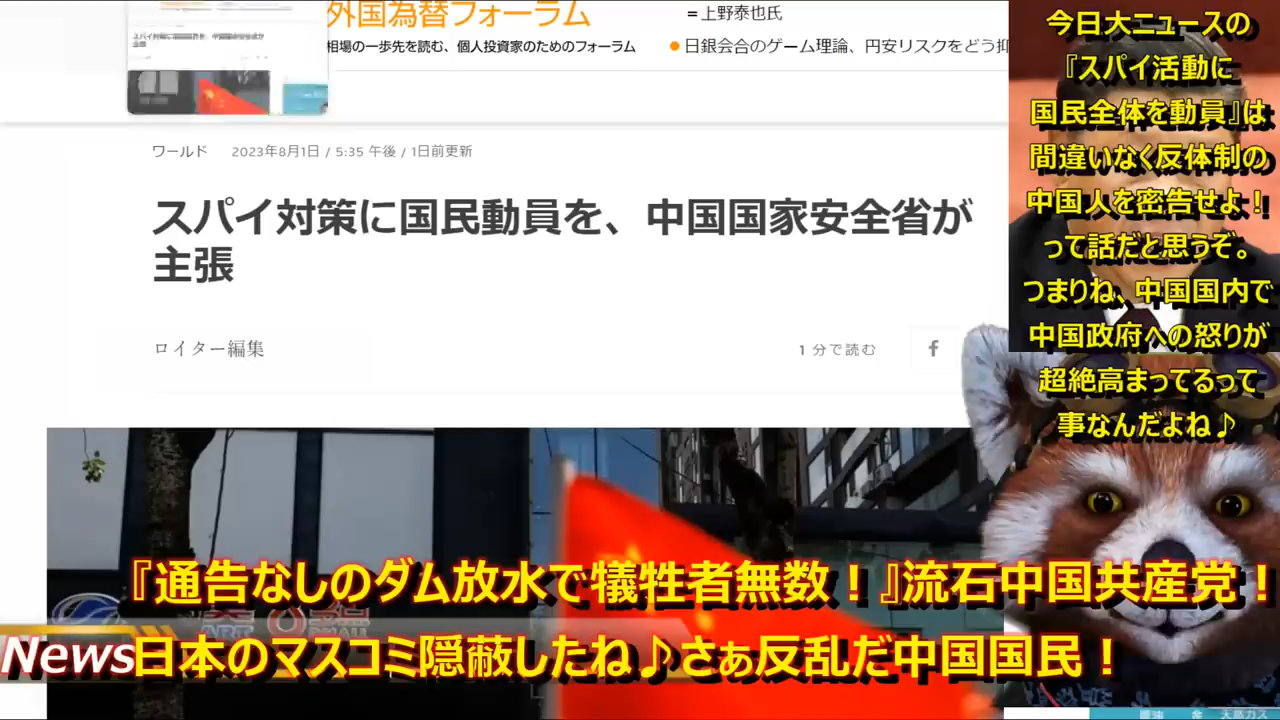 外国為替フォーラム
相場の一歩先を読む、個人投資家のためのフォーラム
＝上野泰也氏
日銀会合のゲーム理論、円安リスクをどう抑
ワールド 2023年8月1日 / 5:35 午後 / 1日前更新
スパイ対策に国民動員を、中国国家安全省が
主張
ロイター編集
1 分で読む
今日大ニュースの
『スパイ活動に
国民全体を動員』は
間違いなく反体制の
中国人を密告せよ！
って話だと思うぞ。
つまりね、中国国内で
中国政府への怒りが
超絶高まってるって
事なんだよね♪
『通告なしのダム放水で犠牲者無数！』流石中国共産党！
News
日本のマスコミ隠蔽したね♪さぁ反乱だ中国国民！